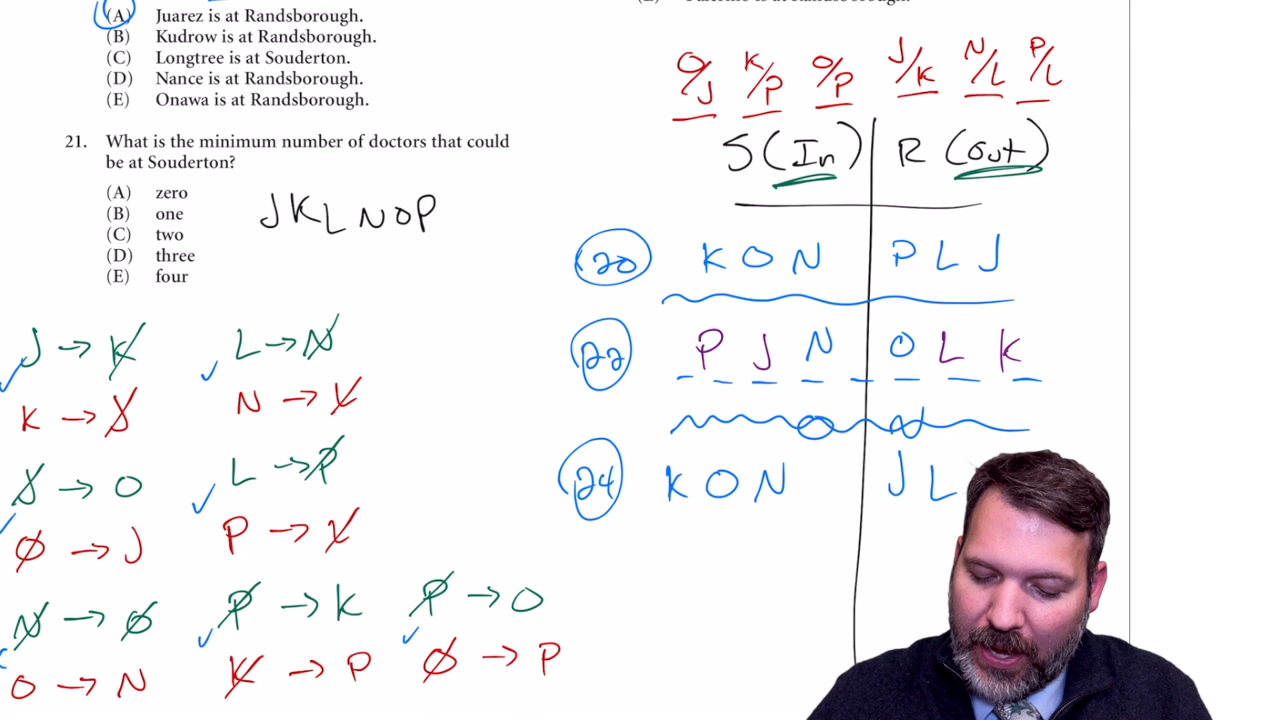 (A) Juarez is at Randsborough.
(B) Kudrow is at Randsborough.
(C) Longtree is at Souderton.
(D) Nance is at Randsborough.
(E) Onawa is at Randsborough.
21. What is the minimum number of doctors that could
be at Souderton?
(A) zero
(B) one
(C) two
(D) three
(E) four
J K L N O P
J → K̸
K → J̸
J̸ → O
O̸ → J
N̸ → O̸
O → N
L → N̸
N → L̸
L → P̸
P → L̸
P̸ → K
K̸ → P
P̸ → O
O̸ → P
O/J K/P O/P J/K N/L P/L
S (In) R (Out)
20 K O N P L J
22 P J N O L K
24 K O N J L